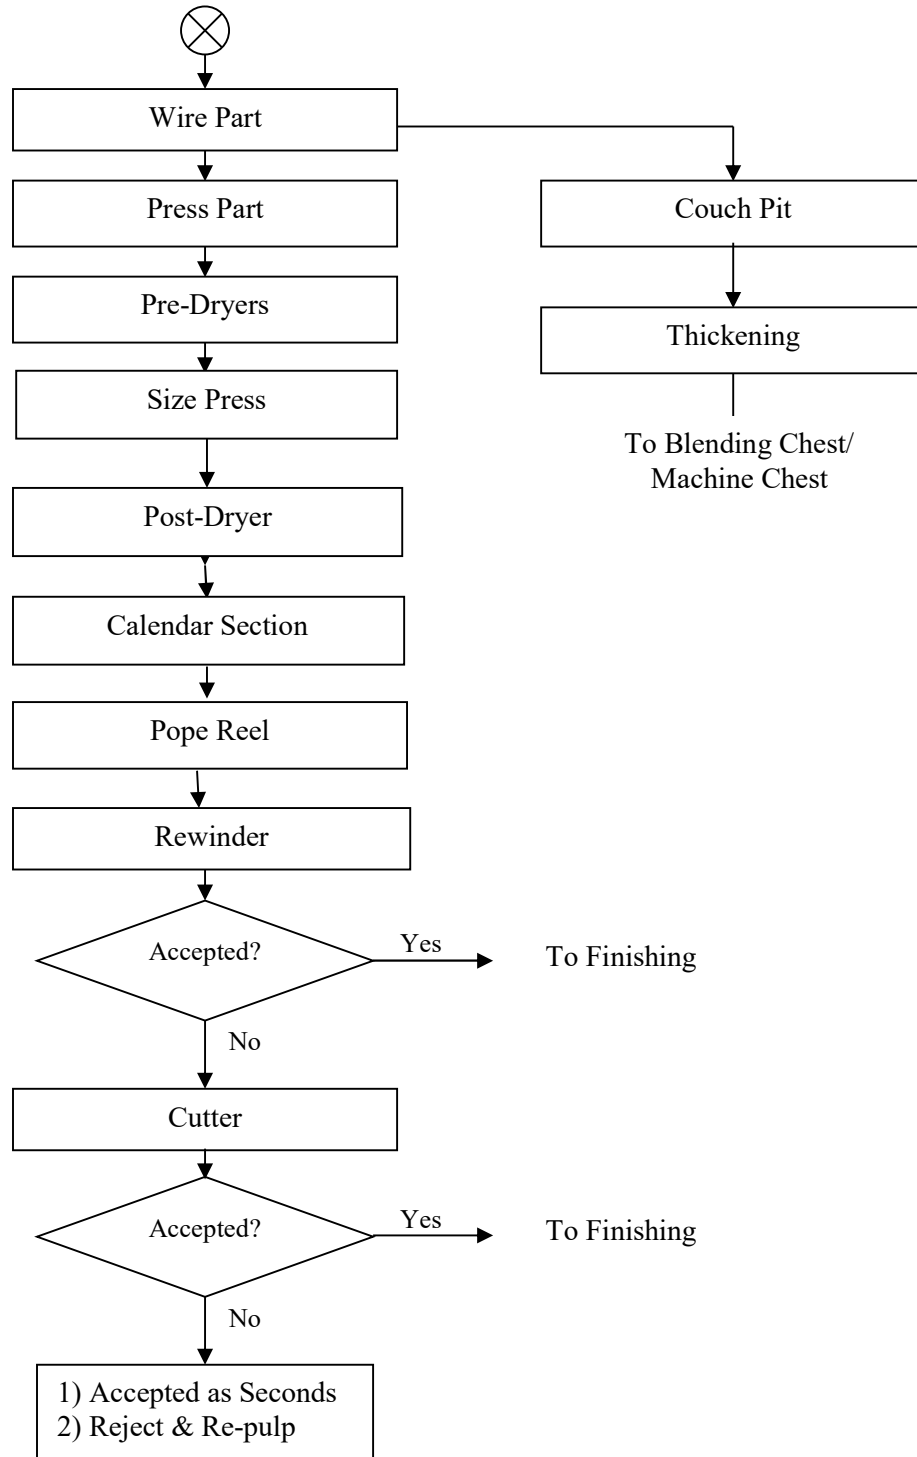 Wire Part
Press Part
Couch Pit
Pre-Dryers
Thickening
Size Press
To Blending Chest/
Machine Chest
Post-Dryer
Calendar Section
Pope Reel
Rewinder
Accepted?
Yes
To Finishing
No
Cutter
Accepted?
Yes
To Finishing
No
1) Accepted as Seconds
2) Reject & Re-pulp